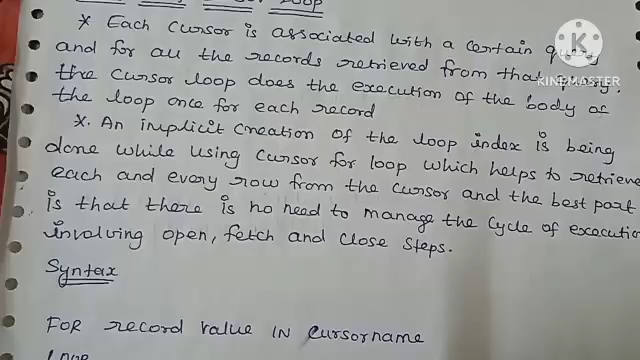 Loop
* Each cursor is associated with a certain query
and for all the records retrieved from that query.
the cursor loop does the execution of the body of
the loop once for each record
*. An implicit creation of the loop index is being
done while using cursor for loop which helps to retrieve
each and every row from the cursor and the best part
is that there is no need to manage the cycle of execution
involving open, fetch and close steps.
Syntax
FOR record value IN cursorname
LOOP
KINEMASTER